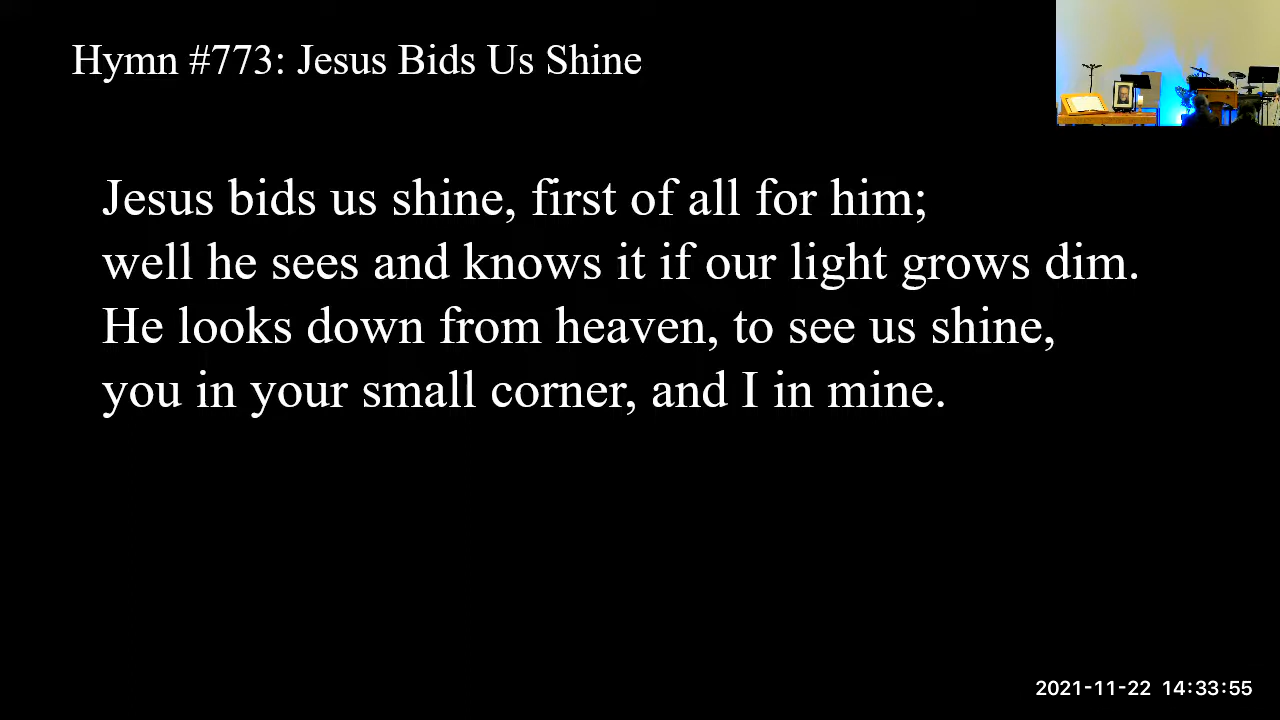 Hymn #773: Jesus Bids Us Shine
Jesus bids us shine, first of all for him;
well he sees and knows it if our light grows dim.
He looks down from heaven, to see us shine,
you in your small corner, and I in mine.
2021-11-22 14:33:55